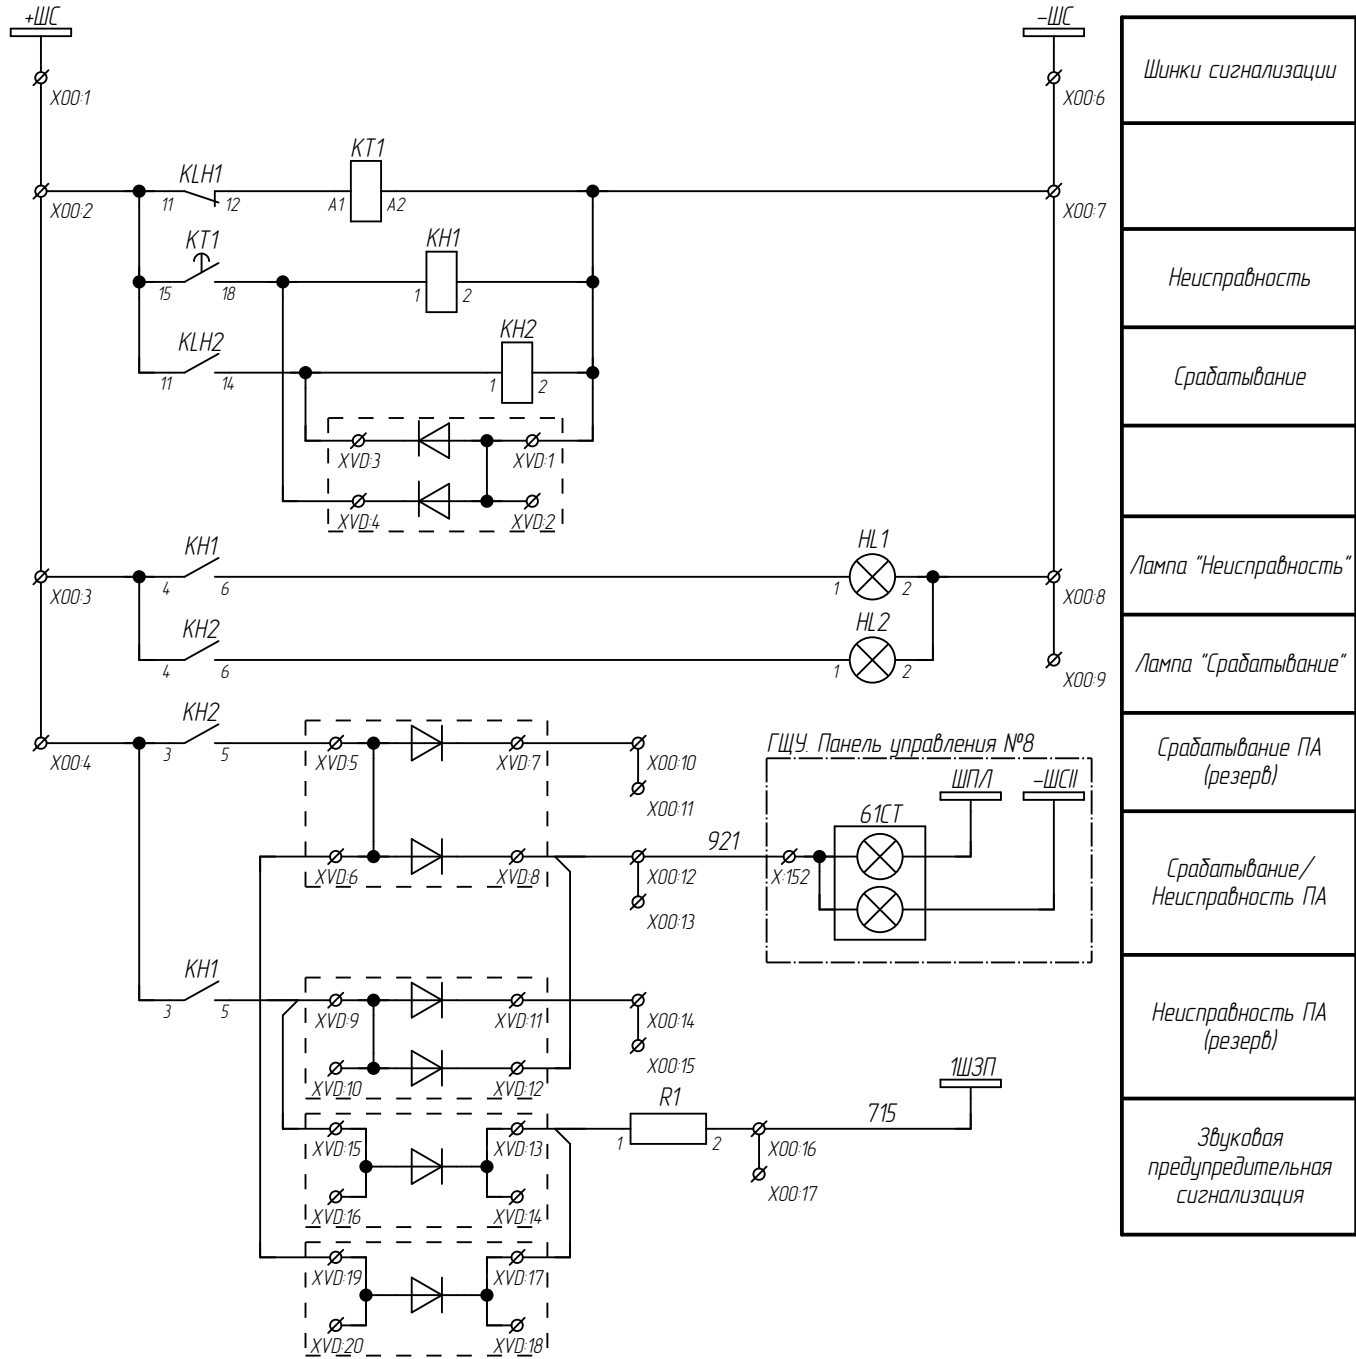 +ШС
–ШС
Шинки сигнализации
X00:1
X00:6
KLH1
KT1
11
12
A1
A2
X00:2
X00:7
KT1
KH1
15
18
1
2
Неисправность
KLH2
KH2
11
14
1
2
Срабатывание
XVD:3
XVD:1
XVD:4
XVD:2
KH1
HL1
4
6
1
2
X00:3
X00:8
Лампа "Неисправность"
KH2
HL2
4
6
1
2
X00:9
Лампа "Срабатывание"
KH2
3
5
X00:4
XVD:5
XVD:7
X00:10
X00:11
Срабатывание ПА
(резерв)
ГЩУ. Панель управления №8
ШПЛ
–ШСII
61СТ
XVD:6
XVD:8
X00:12
X00:13
921
X:152
Срабатывание/
Неисправность ПА
KH1
3
5
XVD:9
XVD:11
X00:14
X00:15
XVD:10
XVD:12
Неисправность ПА
(резерв)
1ШЗП
R1
1
2
715
XVD:15
XVD:13
X00:16
X00:17
XVD:16
XVD:14
Звуковая
предупредительная
сигнализация
XVD:19
XVD:17
XVD:20
XVD:18